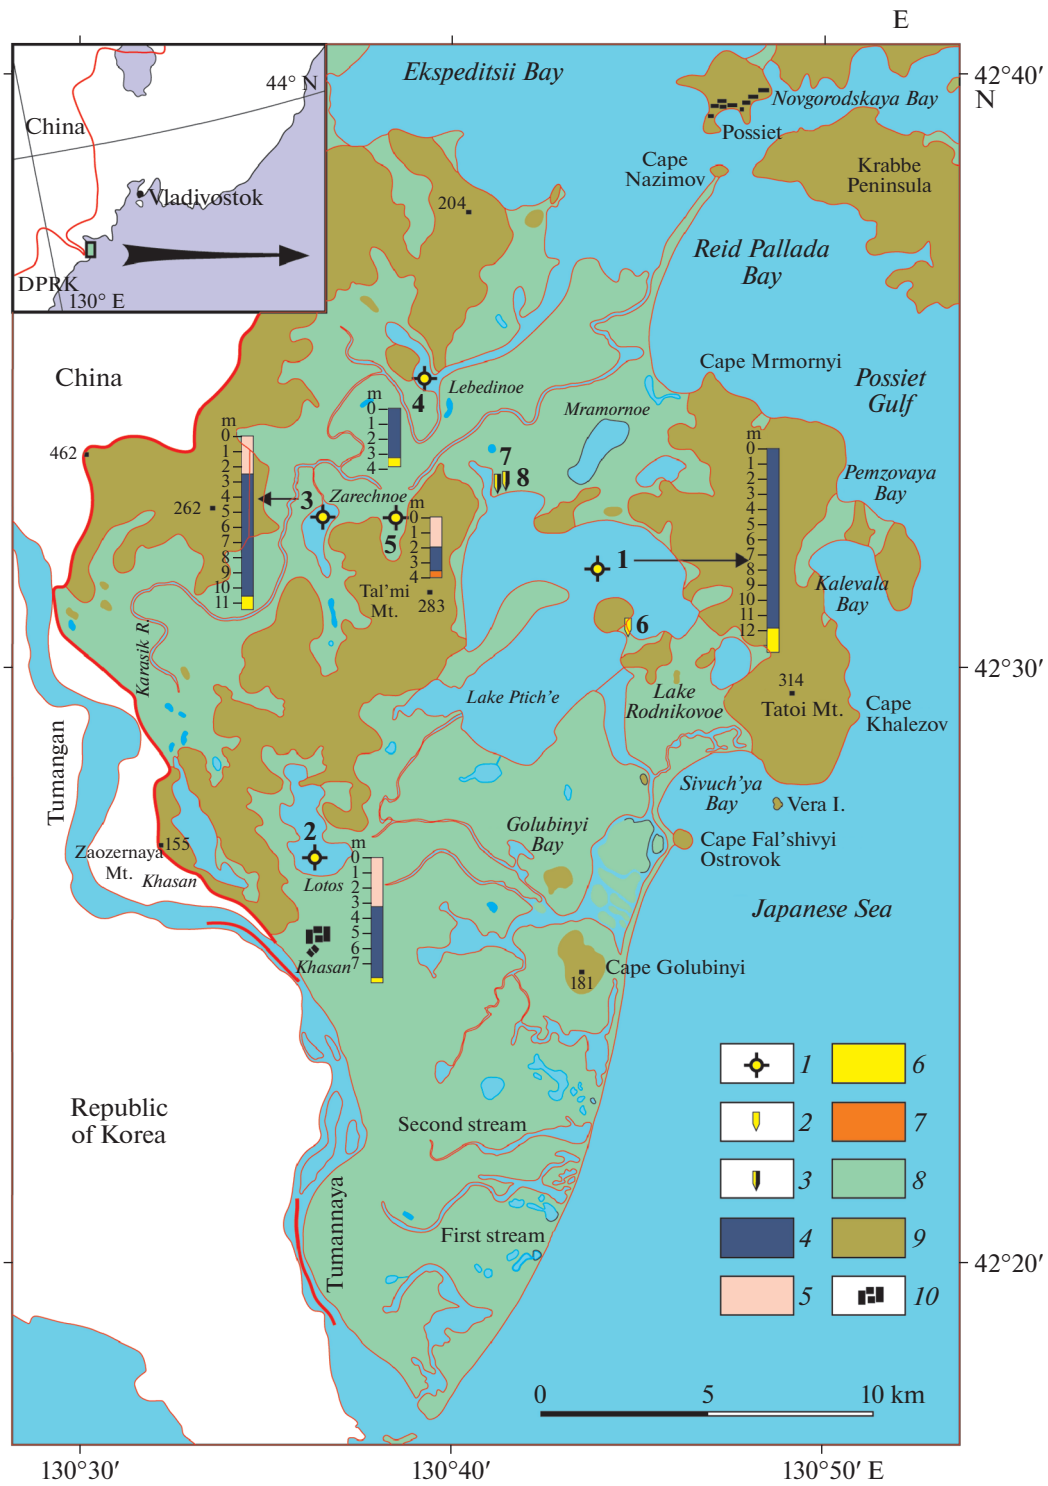 E
Ekspeditsii Bay
42°40′
N
44° N
China
Vladivostok
DPRK
130° E
Novgorodskaya Bay
Possiet
Cape
Nazimov
Krabbe
Peninsula
204
Reid Pallada
Bay
China
Cape Mrmornyi
Possiet
Gulf
4
Lebedinoe
Mramornoe
m
0
1
2
3
4
462
m
0
1
2
3
4
5
6
7
8
9
10
11
262
3
Zarechnoe
7
8
m
0
1
2
3
4
5
6
7
8
9
10
11
12
Pemzovaya
Bay
m
0
1
2
3
4
5
1
Tal'mi
Mt.
283
Kalevala
Bay
6
Karasik R.
42°30′
Lake Ptich'e
Lake
Rodnikovoe
314
Tatoi Mt.
Cape
Khalezov
Tumangan
Sivuch'ya
Bay
Vera I.
2
Golubinyi
Bay
Cape Fal'shivyi
Ostrovok
155
Zaozernaya
Mt.
Khasan
Lotos
m
0
1
2
3
4
5
6
7
Japanese Sea
Khasan
Cape Golubinyi
181
Republic
of Korea
Second stream
Tumannaya
First stream
1
6
2
7
3
8
4
9
5
10
42°20′
0
5
10 km
130°30′
130°40′
130°50′ E